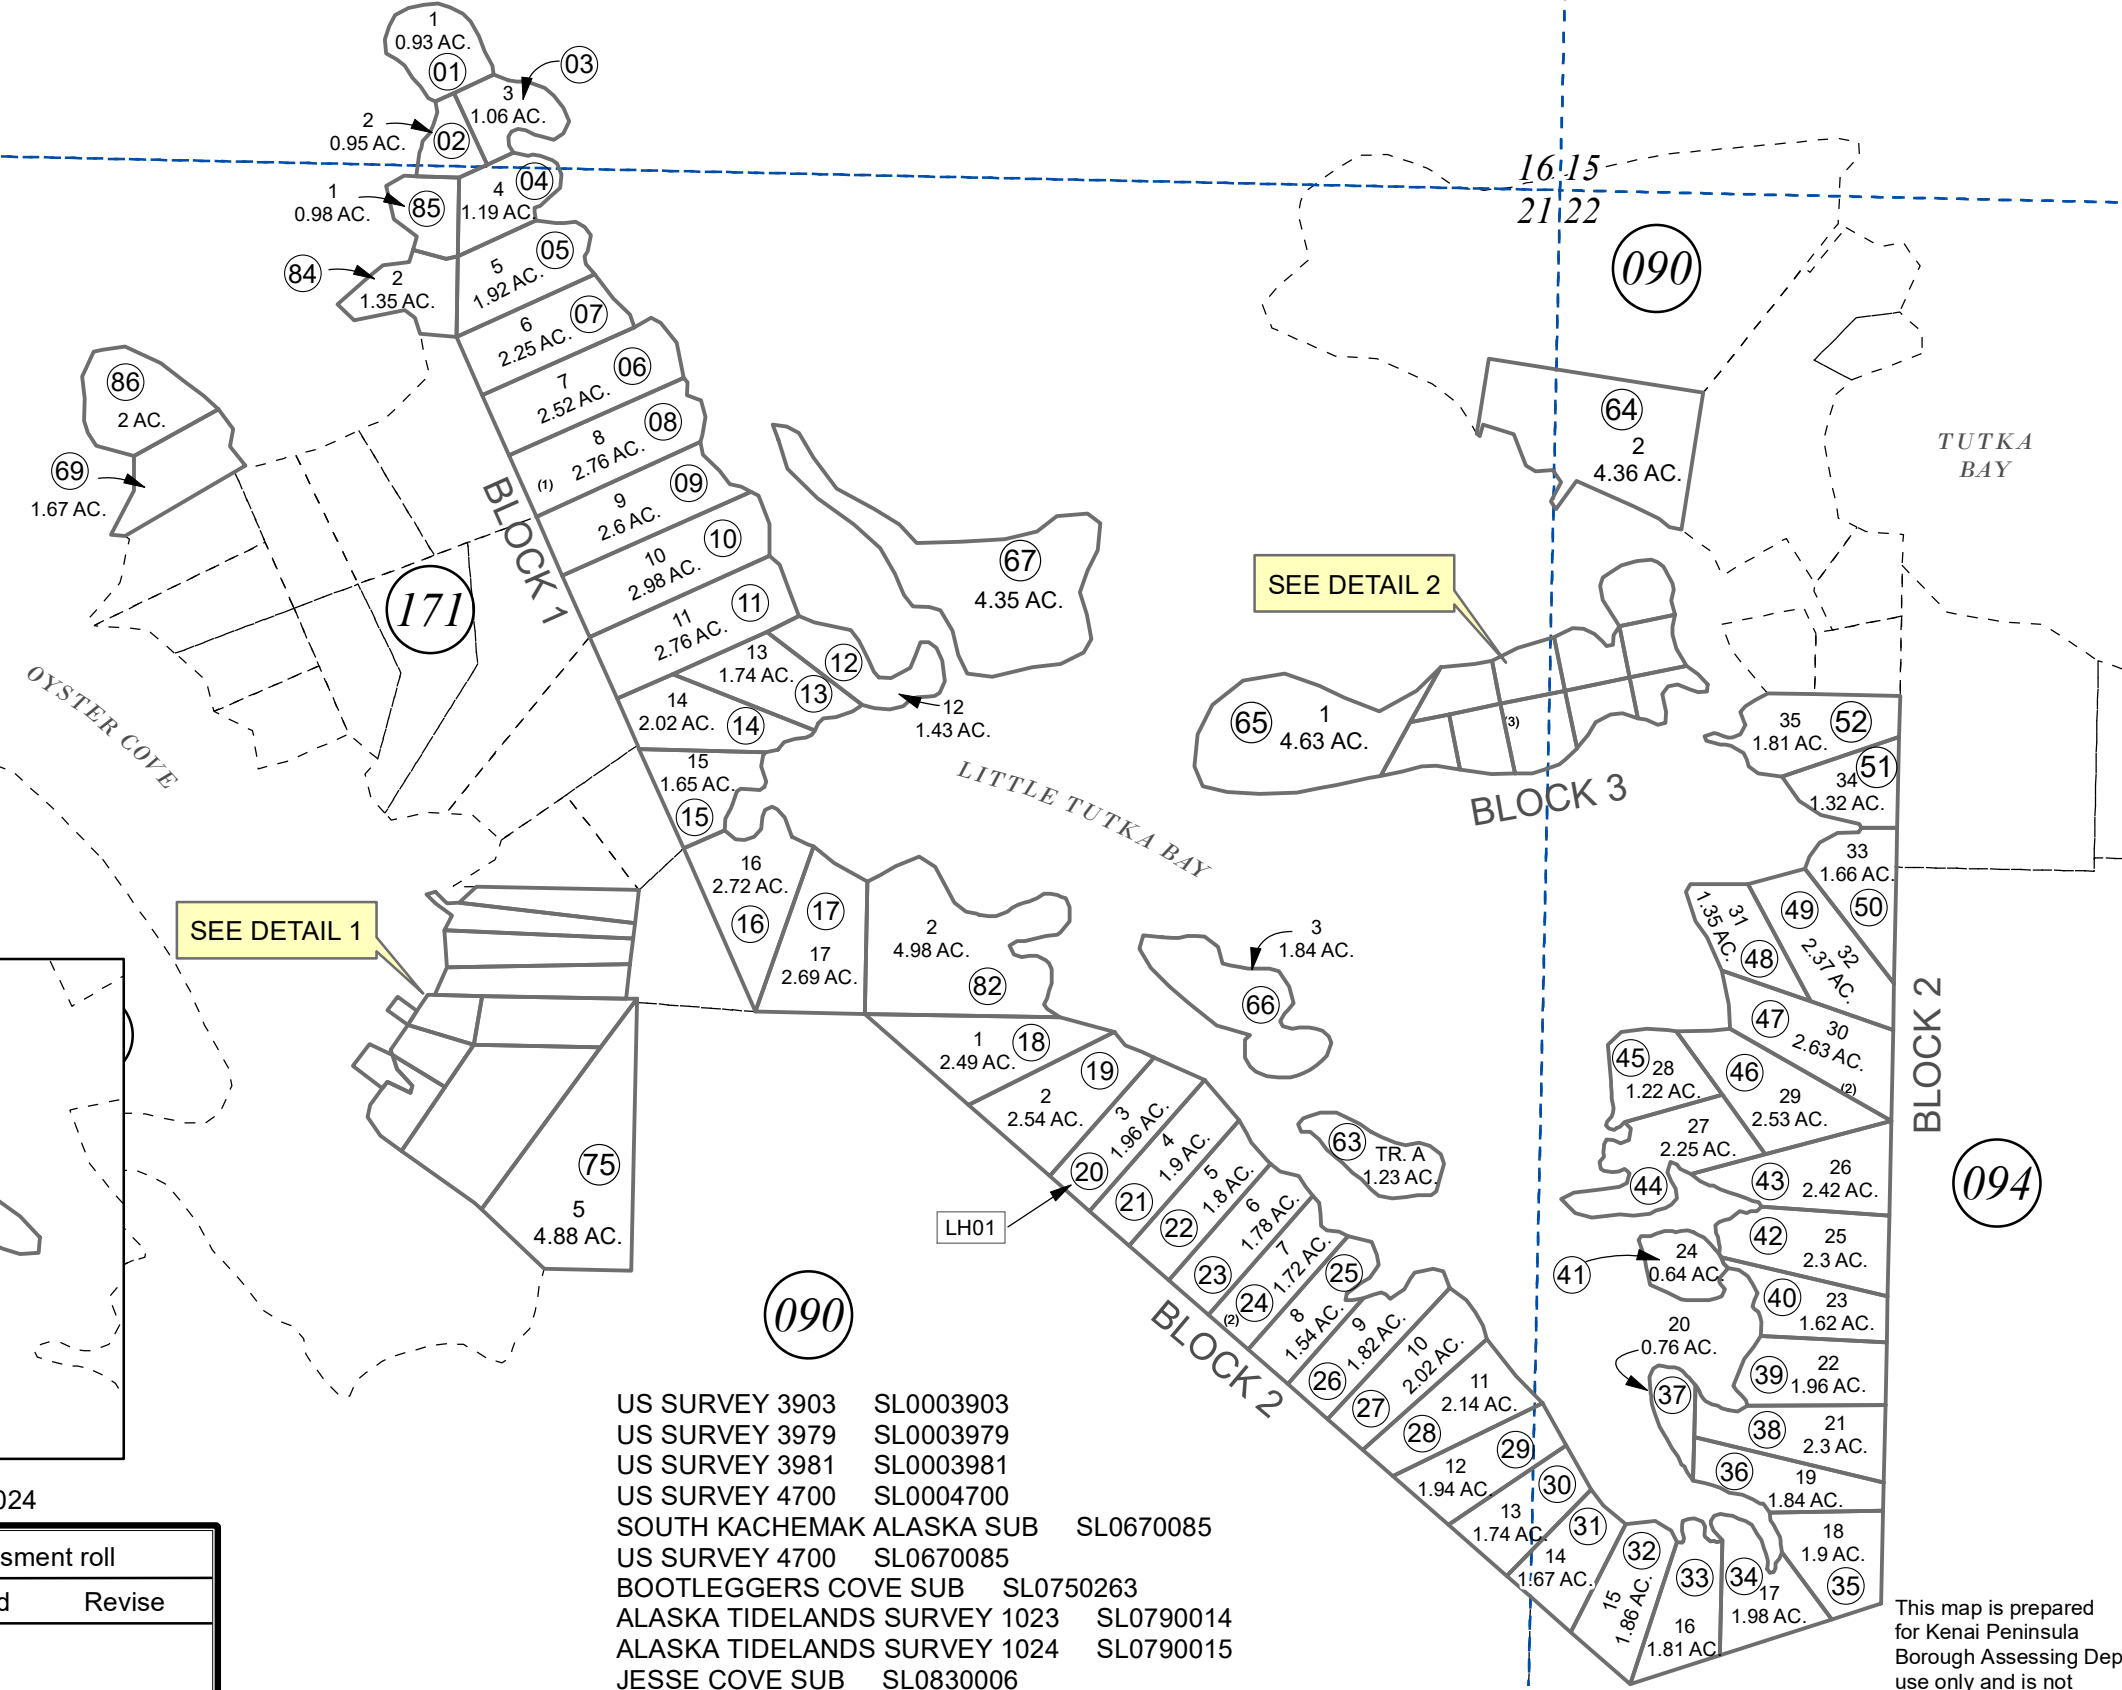 1
0.93 AC.
01
03
3
1.06 AC.
2
0.95 AC.
02
1
0.98 AC.
85
4
04
1.19 AC.
84
2
1.35 AC.
05
5
1.92 AC.
07
6
2.25 AC.
06
7
2.52 AC.
08
8
2.76 AC.
(1)
09
9
2.6 AC.
10
10
2.98 AC.
11
11
2.76 AC.
86
2 AC.
69
1.67 AC.
BLOCK 1
171
OYSTER COVE
13
1.74 AC.
13
12
12
1.43 AC.
14
2.02 AC.
14
15
1.65 AC.
15
16
2.72 AC.
16
17
17
2.69 AC.
2
4.98 AC.
82
67
4.35 AC.
LITTLE TUTKA BAY
16 15
21 22
090
64
2
4.36 AC.
TUTKA
BAY
SEE DETAIL 2
65
1
4.63 AC.
(3)
BLOCK 3
3
1.84 AC.
66
63
TR. A
1.23 AC.
SEE DETAIL 1
75
5
4.88 AC.
1
2.49 AC.
18
19
2
2.54 AC.
3
1.96 AC.
20
LH01
4
1.9 AC.
21
5
1.8 AC.
22
6
1.78 AC.
23
7
1.72 AC.
24
(2)
25
8
1.54 AC.
9
1.82 AC.
26
10
2.02 AC.
27
11
2.14 AC.
28
29
12
1.94 AC.
30
13
1.74 AC.
31
14
1.67 AC.
32
15
1.86 AC.
33
16
1.81 AC.
34
17
1.98 AC.
18
1.9 AC.
35
BLOCK 2
090
35
1.81 AC.
52
51
34
1.32 AC.
33
1.66 AC.
50
49
32
2.37 AC.
31
1.35 AC.
48
47
30
2.63 AC.
(2)
45
28
1.22 AC.
46
29
2.53 AC.
27
2.25 AC.
44
43
26
2.42 AC.
42
25
2.3 AC.
41
24
0.64 AC.
40
23
1.62 AC.
20
0.76 AC.
37
39
22
1.96 AC.
38
21
2.3 AC.
36
19
1.84 AC.
BLOCK 2
094
US SURVEY 3903 SL0003903
US SURVEY 3979 SL0003979
US SURVEY 3981 SL0003981
US SURVEY 4700 SL0004700
SOUTH KACHEMAK ALASKA SUB SL0670085
US SURVEY 4700 SL0670085
BOOTLEGGERS COVE SUB SL0750263
ALASKA TIDELANDS SURVEY 1023 SL0790014
ALASKA TIDELANDS SURVEY 1024 SL0790015
JESSE COVE SUB SL0830006
024
sment roll
d Revise
This map is prepared
for Kenai Peninsula
Borough Assessing Dep
use only and is not